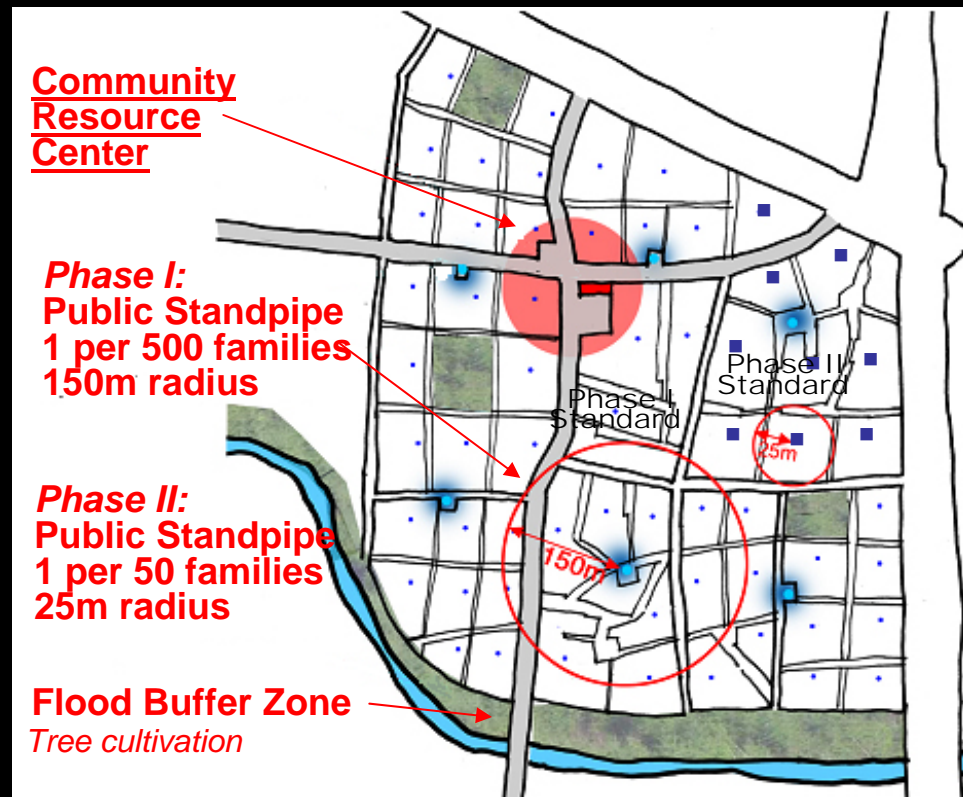 Community
Resource
Center
Phase I:
Public Standpipe
1 per 500 families
150m radius
Phase II:
Public Standpipe
1 per 50 families
25m radius
Flood Buffer Zone
Tree cultivation
Phase I
Standard
Phase II
Standard
25m
150m